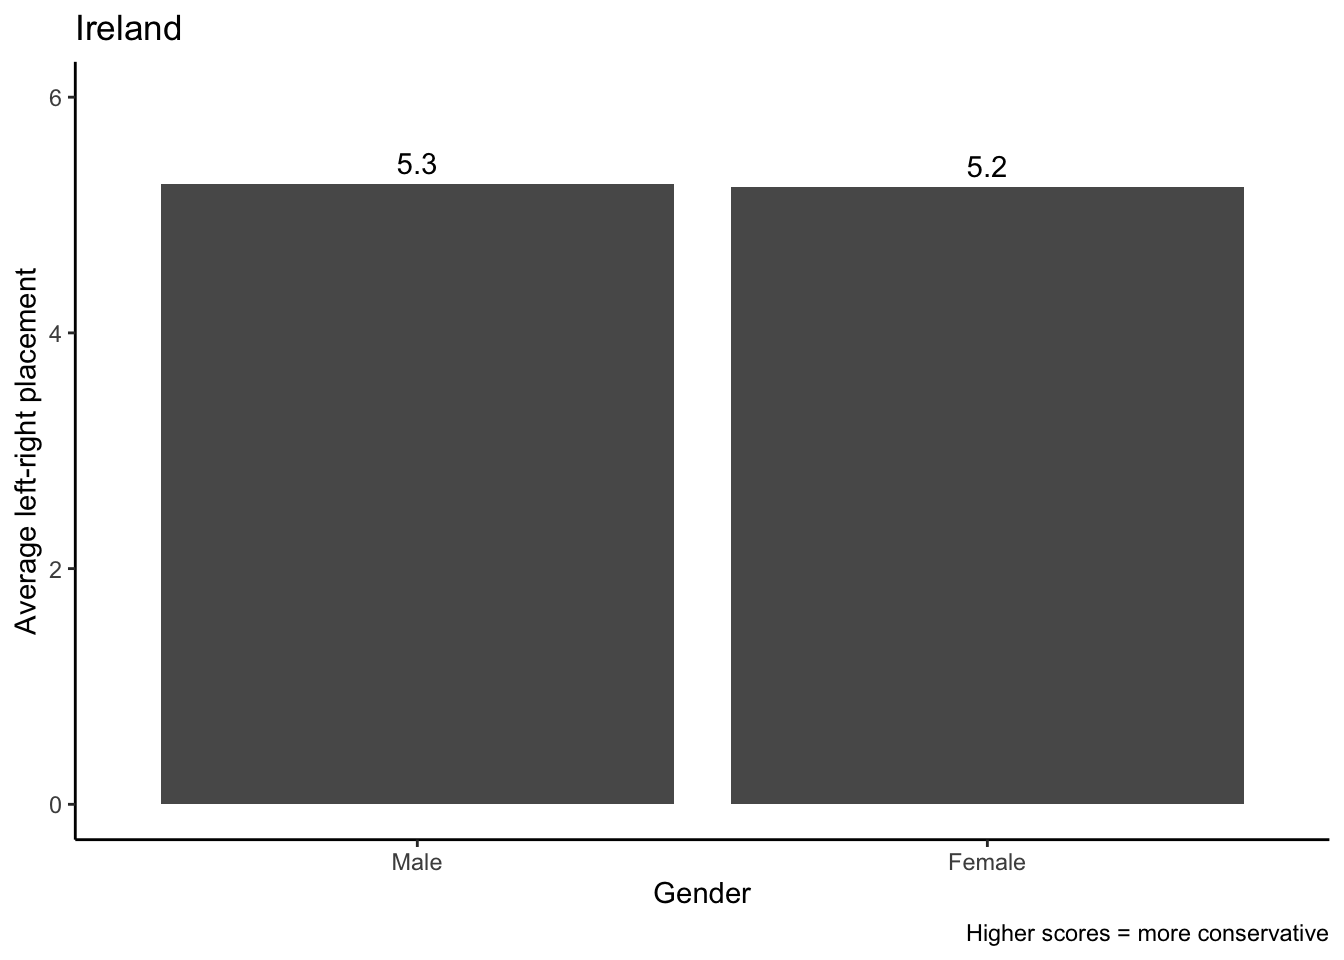 Ireland
6
4
2
0
Average left-right placement
5.3
5.2
Male
Female
Gender
Higher scores = more conservative